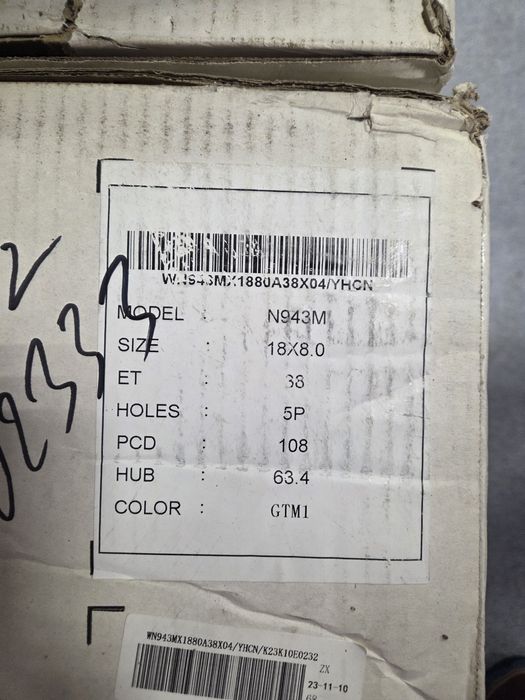 WN943MX1880A38X04/YHCN
MODEL : N943M
SIZE : 18X8.0
ET : 38
HOLES : 5P
PCD : 108
HUB : 63.4
COLOR : GTM1
WN943MX1880A38X04/YHCN/K23K10E0232
ZX
23-11-10